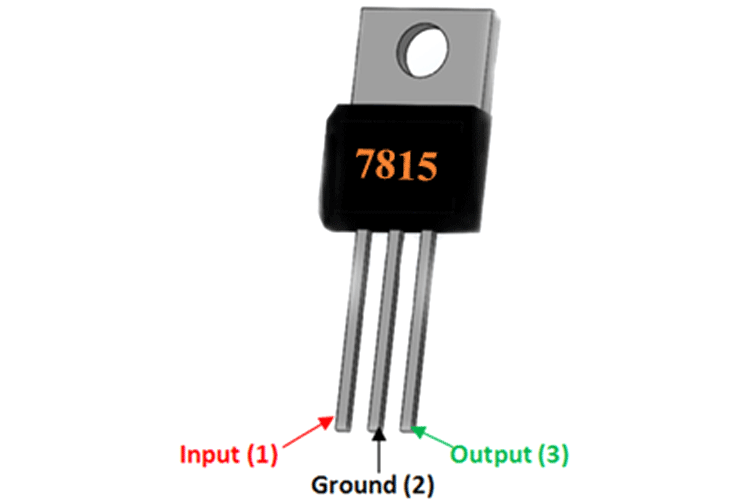 7815
Input (1)
Output (3)
Ground (2)